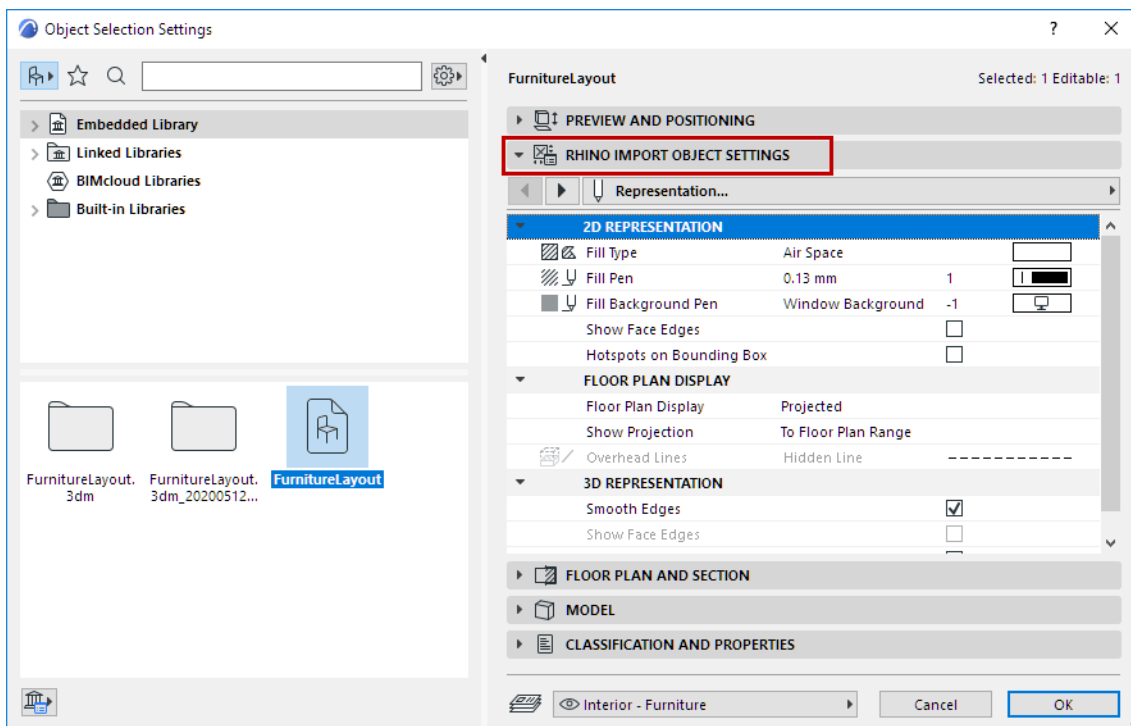 Object Selection Settings
?
Embedded Library
Linked Libraries
BIMcloud Libraries
Built-in Libraries
FurnitureLayout.
3dm
FurnitureLayout.
3dm_20200512...
FurnitureLayout
FurnitureLayout
Selected: 1 Editable: 1
PREVIEW AND POSITIONING
RHINO IMPORT OBJECT SETTINGS
Representation...
2D REPRESENTATION
Fill Type Air Space
Fill Pen 0.13 mm 1
Fill Background Pen Window Background -1
Show Face Edges
Hotspots on Bounding Box
FLOOR PLAN DISPLAY
Floor Plan Display Projected
Show Projection To Floor Plan Range
Overhead Lines Hidden Line
3D REPRESENTATION
Smooth Edges
Show Face Edges
FLOOR PLAN AND SECTION
MODEL
CLASSIFICATION AND PROPERTIES
Interior - Furniture
Cancel
OK